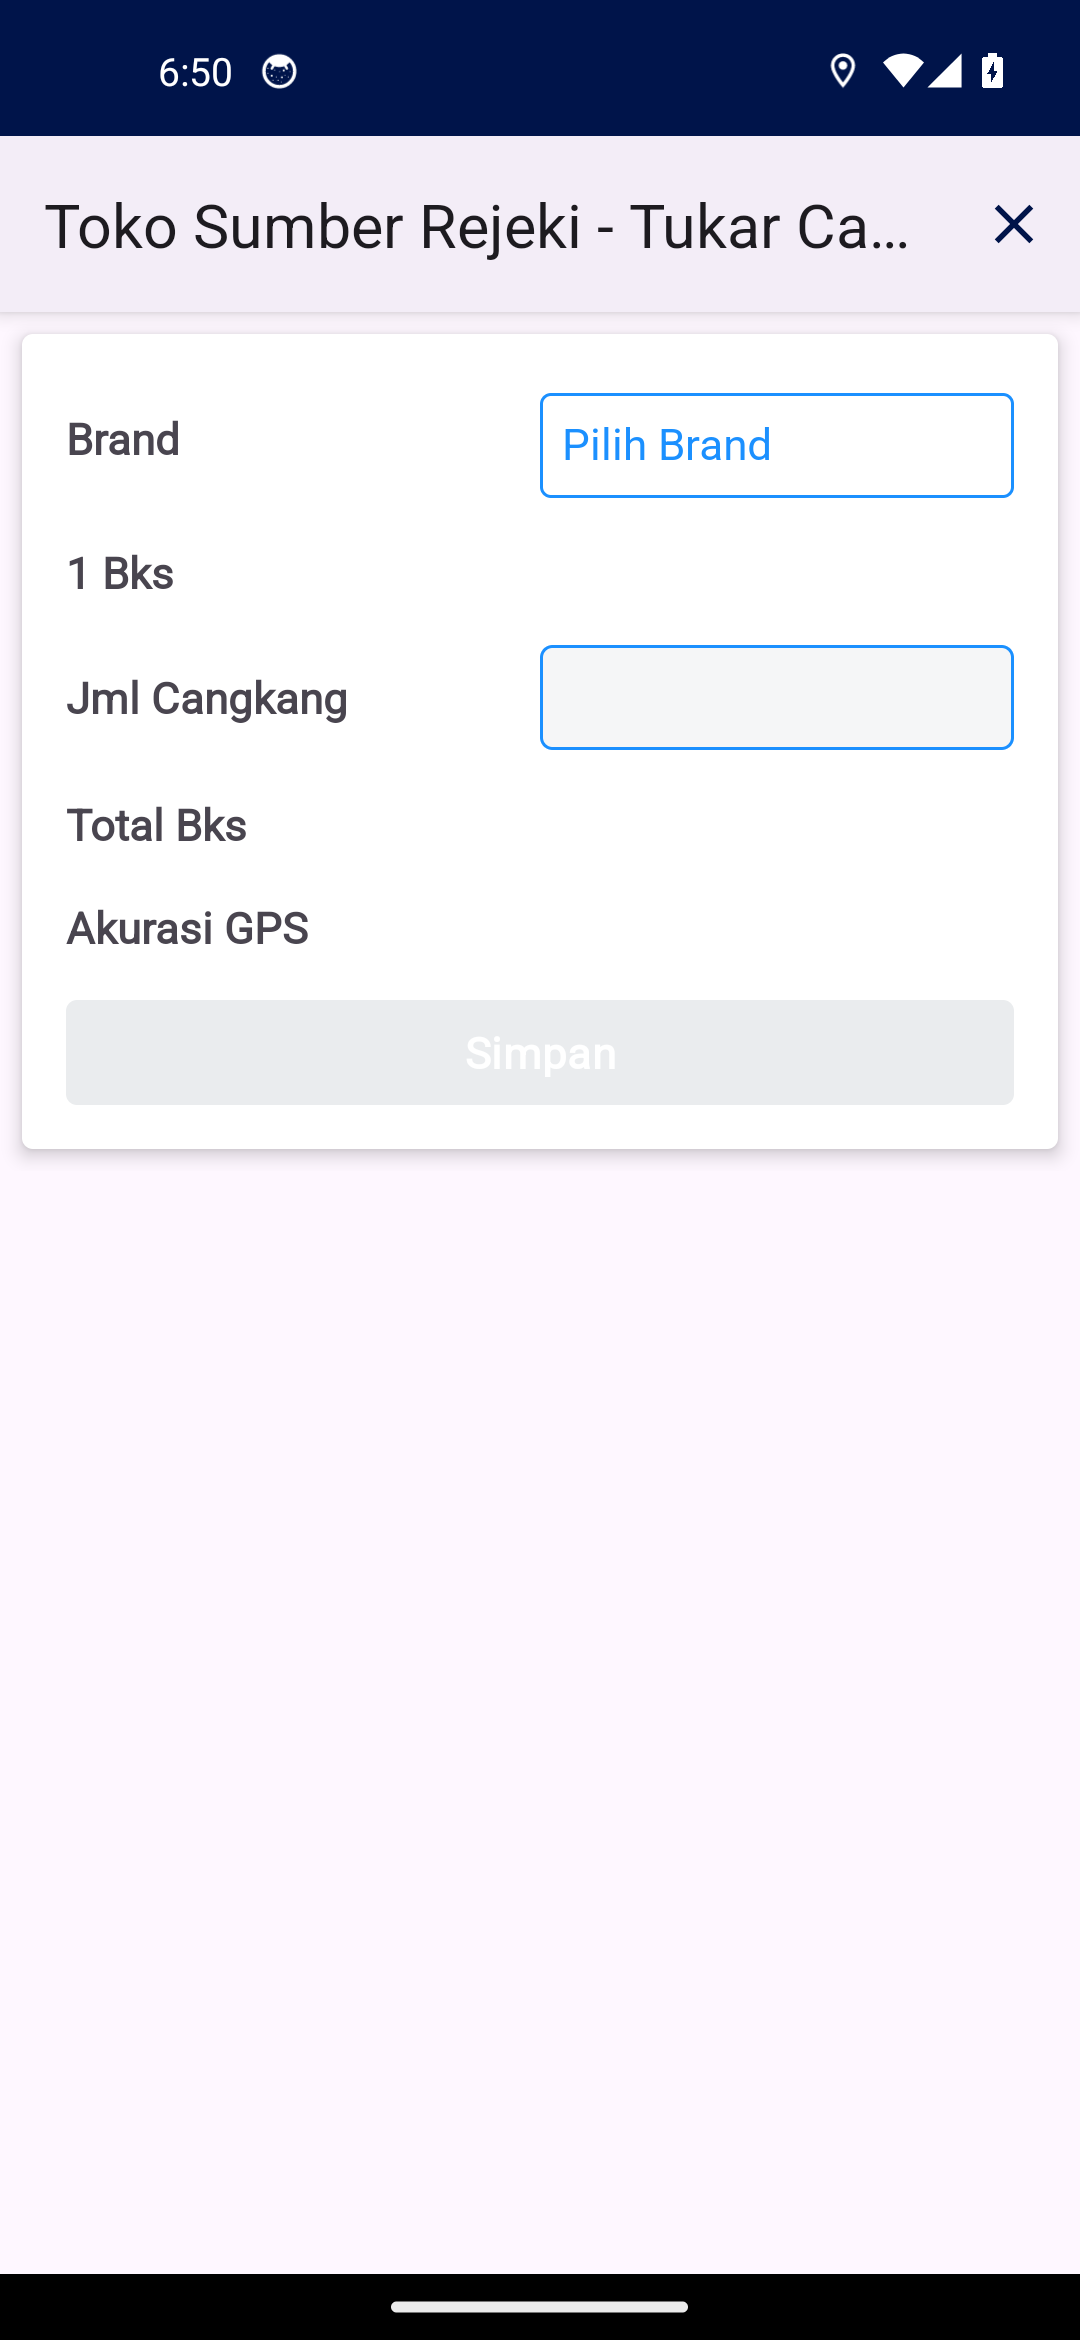 6:50
Toko Sumber Rejeki - Tukar Ca...
Brand
Pilih Brand
1 Bks
Jml Cangkang
Total Bks
Akurasi GPS
Simpan